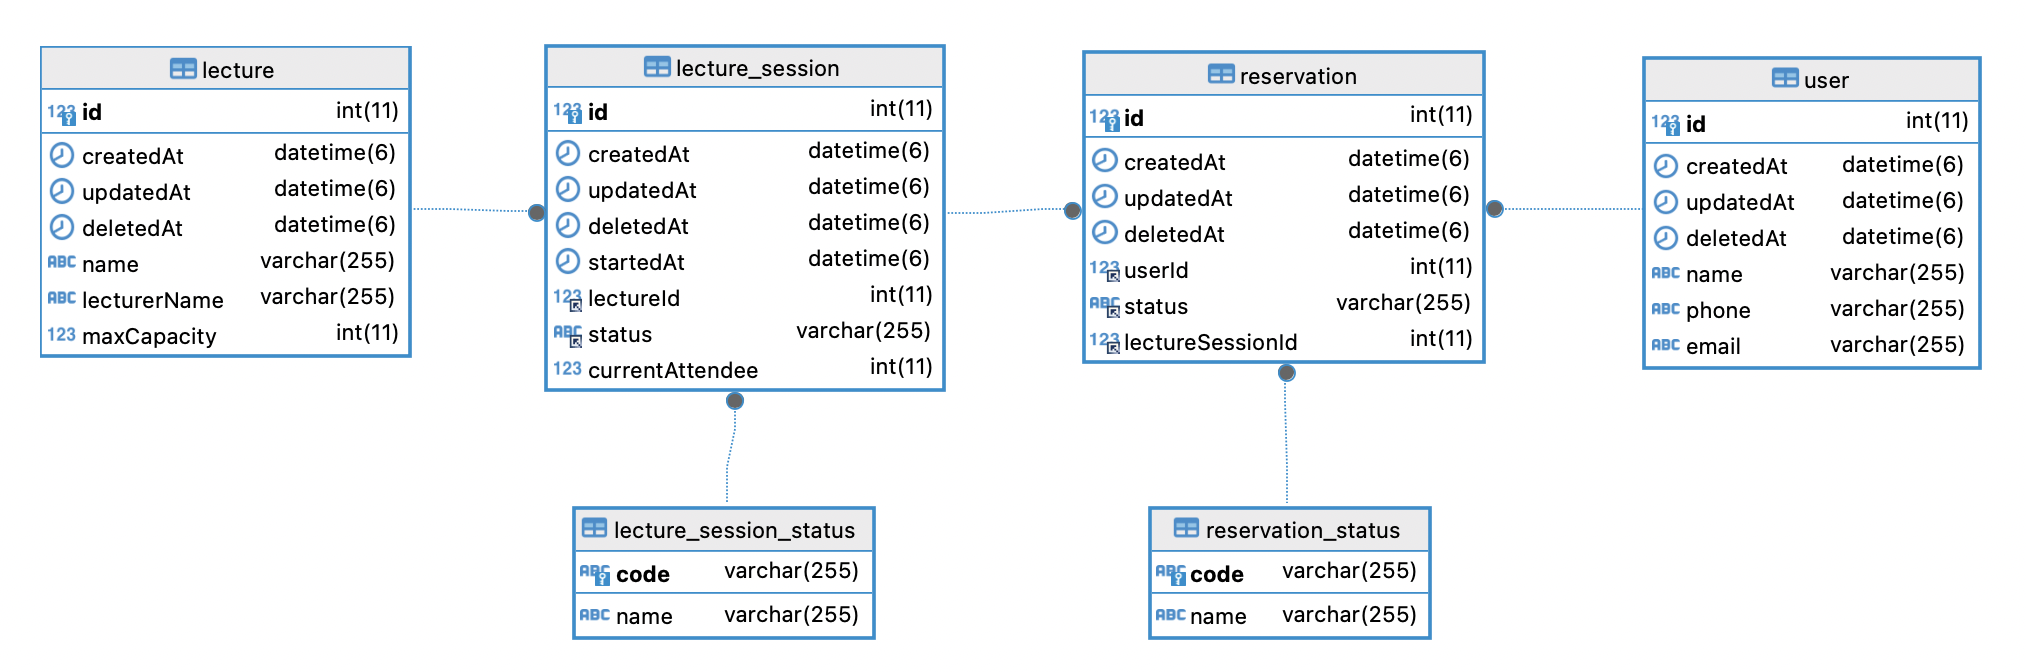 lecture
123 id int(11)
createdAt datetime(6)
updatedAt datetime(6)
deletedAt datetime(6)
ABC name varchar(255)
ABC lecturerName varchar(255)
123 maxCapacity int(11)
lecture_session
123 id int(11)
createdAt datetime(6)
updatedAt datetime(6)
deletedAt datetime(6)
startedAt datetime(6)
123 lectureId int(11)
ABC status varchar(255)
123 currentAttendee int(11)
reservation
123 id int(11)
createdAt datetime(6)
updatedAt datetime(6)
deletedAt datetime(6)
123 userId int(11)
ABC status varchar(255)
123 lectureSessionId int(11)
user
123 id int(11)
createdAt datetime(6)
updatedAt datetime(6)
deletedAt datetime(6)
ABC name varchar(255)
ABC phone varchar(255)
ABC email varchar(255)
lecture_session_status
ABC code varchar(255)
ABC name varchar(255)
reservation_status
ABC code varchar(255)
ABC name varchar(255)